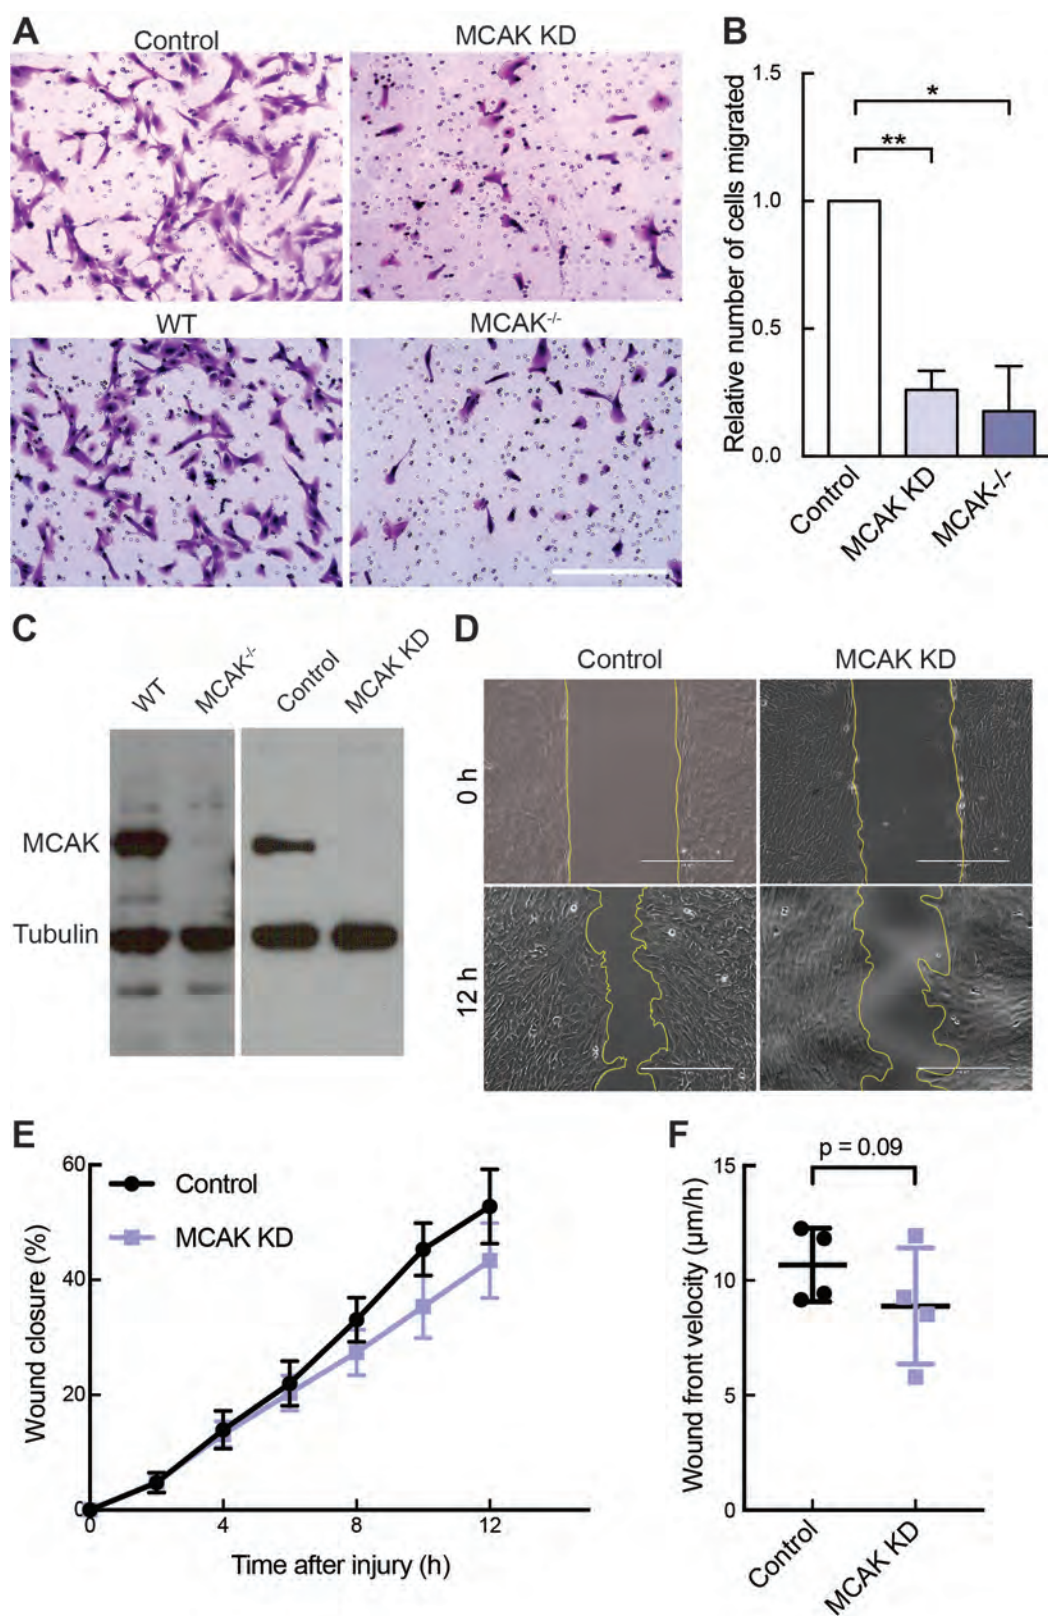 A
Control
MCAK KD
WT
MCAK-/-
B
Relative number of cells migrated
1.5
1.0
0.5
0.0
*
**
Control
MCAK KD
MCAK-/-
C
WT
MCAK-/-
Control
MCAK KD
MCAK
Tubulin
D
Control
MCAK KD
0 h
12 h
E
Wound closure (%)
60
40
20
0
Control
MCAK KD
0
4
8
12
Time after injury (h)
F
p = 0.09
Wound front velocity (μm/h)
15
10
5
0
Control
MCAK KD